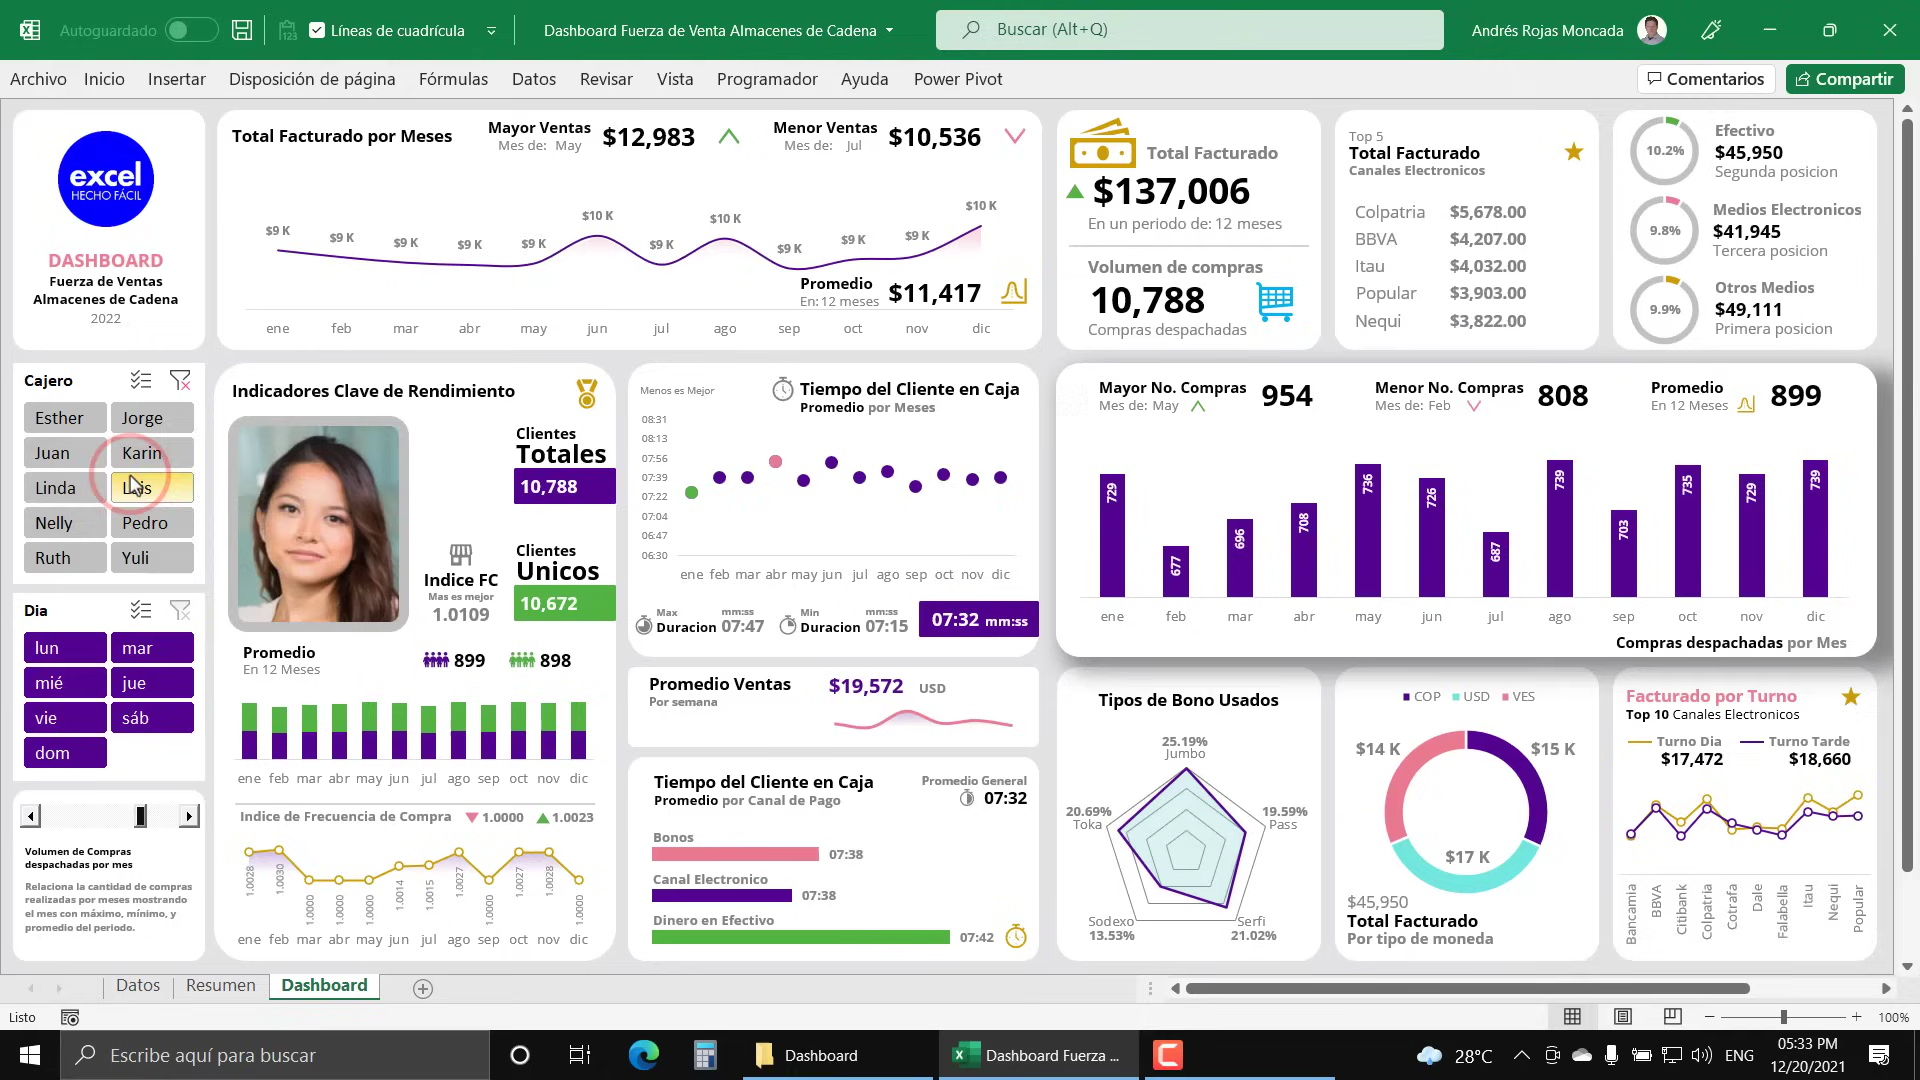 Autoguardado
Líneas de cuadrícula
Dashboard Fuerza de Venta Almacenes de Cadena
Buscar (Alt+Q)
Andrés Rojas Moncada
Archivo Inicio Insertar Disposición de página Fórmulas Datos Revisar Vista Programador Ayuda Power Pivot
Comentarios
Compartir
excel
HECHO FÁCIL
DASHBOARD
Fuerza de Ventas
Almacenes de Cadena
2022
Total Facturado por Meses
Mayor Ventas
Mes de: May
$12,983
Menor Ventas
Mes de: Jul
$10,536
$9 K $9 K $9 K $9 K $9 K $10 K $9 K $10 K $9 K $9 K $9 K $10 K
Promedio
En: 12 meses
$11,417
ene feb mar abr may jun jul ago sep oct nov dic
Total Facturado
$137,006
En un periodo de: 12 meses
Volumen de compras
10,788
Compras despachadas
Top 5
Total Facturado
Canales Electronicos
Colpatria $5,678.00
BBVA $4,207.00
Itau $4,032.00
Popular $3,903.00
Nequi $3,822.00
10.2%
Efectivo
$45,950
Segunda posicion
9.8%
Medios Electronicos
$41,945
Tercera posicion
9.9%
Otros Medios
$49,111
Primera posicion
Cajero
Esther Jorge
Juan Karin
Linda Luis
Nelly Pedro
Ruth Yuli
Dia
lun mar
mié jue
vie sáb
dom
Volumen de Compras
despachadas por mes
Relaciona la cantidad de compras
realizadas por meses mostrando
el mes con máximo, mínimo, y
promedio del periodo.
Indicadores Clave de Rendimiento
Clientes
Totales
10,788
Clientes
Unicos
10,672
Indice FC
Mas es mejor
1.0109
Promedio
En 12 Meses
899
898
ene feb mar abr may jun jul ago sep oct nov dic
Indice de Frecuencia de Compra
1.0000
1.0023
1.0028 1.0030 1.0000 1.0000 1.0000 1.0014 1.0015 1.0027 1.0000 1.0027 1.0028 1.0000
ene feb mar abr may jun jul ago sep oct nov dic
Menos es Mejor
Tiempo del Cliente en Caja
Promedio por Meses
08:31
08:13
07:56
07:39
07:22
07:04
06:47
06:30
ene feb mar abr may jun jul ago sep oct nov dic
Max
Duracion
mm:ss
07:47
Min
Duracion
mm:ss
07:15
07:32 mm:ss
Promedio Ventas
Por semana
$19,572 USD
Tiempo del Cliente en Caja
Promedio por Canal de Pago
Promedio General
07:32
Bonos
07:38
Canal Electronico
07:38
Dinero en Efectivo
07:42
Mayor No. Compras
Mes de: May
954
Menor No. Compras
Mes de: Feb
808
Promedio
En 12 Meses
899
729 677 696 708 736 726 687 739 703 735 729 739
ene feb mar abr may jun jul ago sep oct nov dic
Compras despachadas por Mes
Tipos de Bono Usados
25.19%
Jumbo
20.69%
Toka
19.59%
Pass
Sodexo
13.53%
Serfi
21.02%
COP USD VES
$14 K
$15 K
$17 K
$45,950
Total Facturado
Por tipo de moneda
Facturado por Turno
Top 10 Canales Electronicos
Turno Dia
$17,472
Turno Tarde
$18,660
Bancamia BBVA Citibank Colpatria Cotrafa Dale Falabella Itau Nequi Popular
Datos Resumen Dashboard
Listo
100%
Escribe aquí para buscar
Dashboard
Dashboard Fuerza ...
28°C
ENG
05:33 PM
12/20/2021